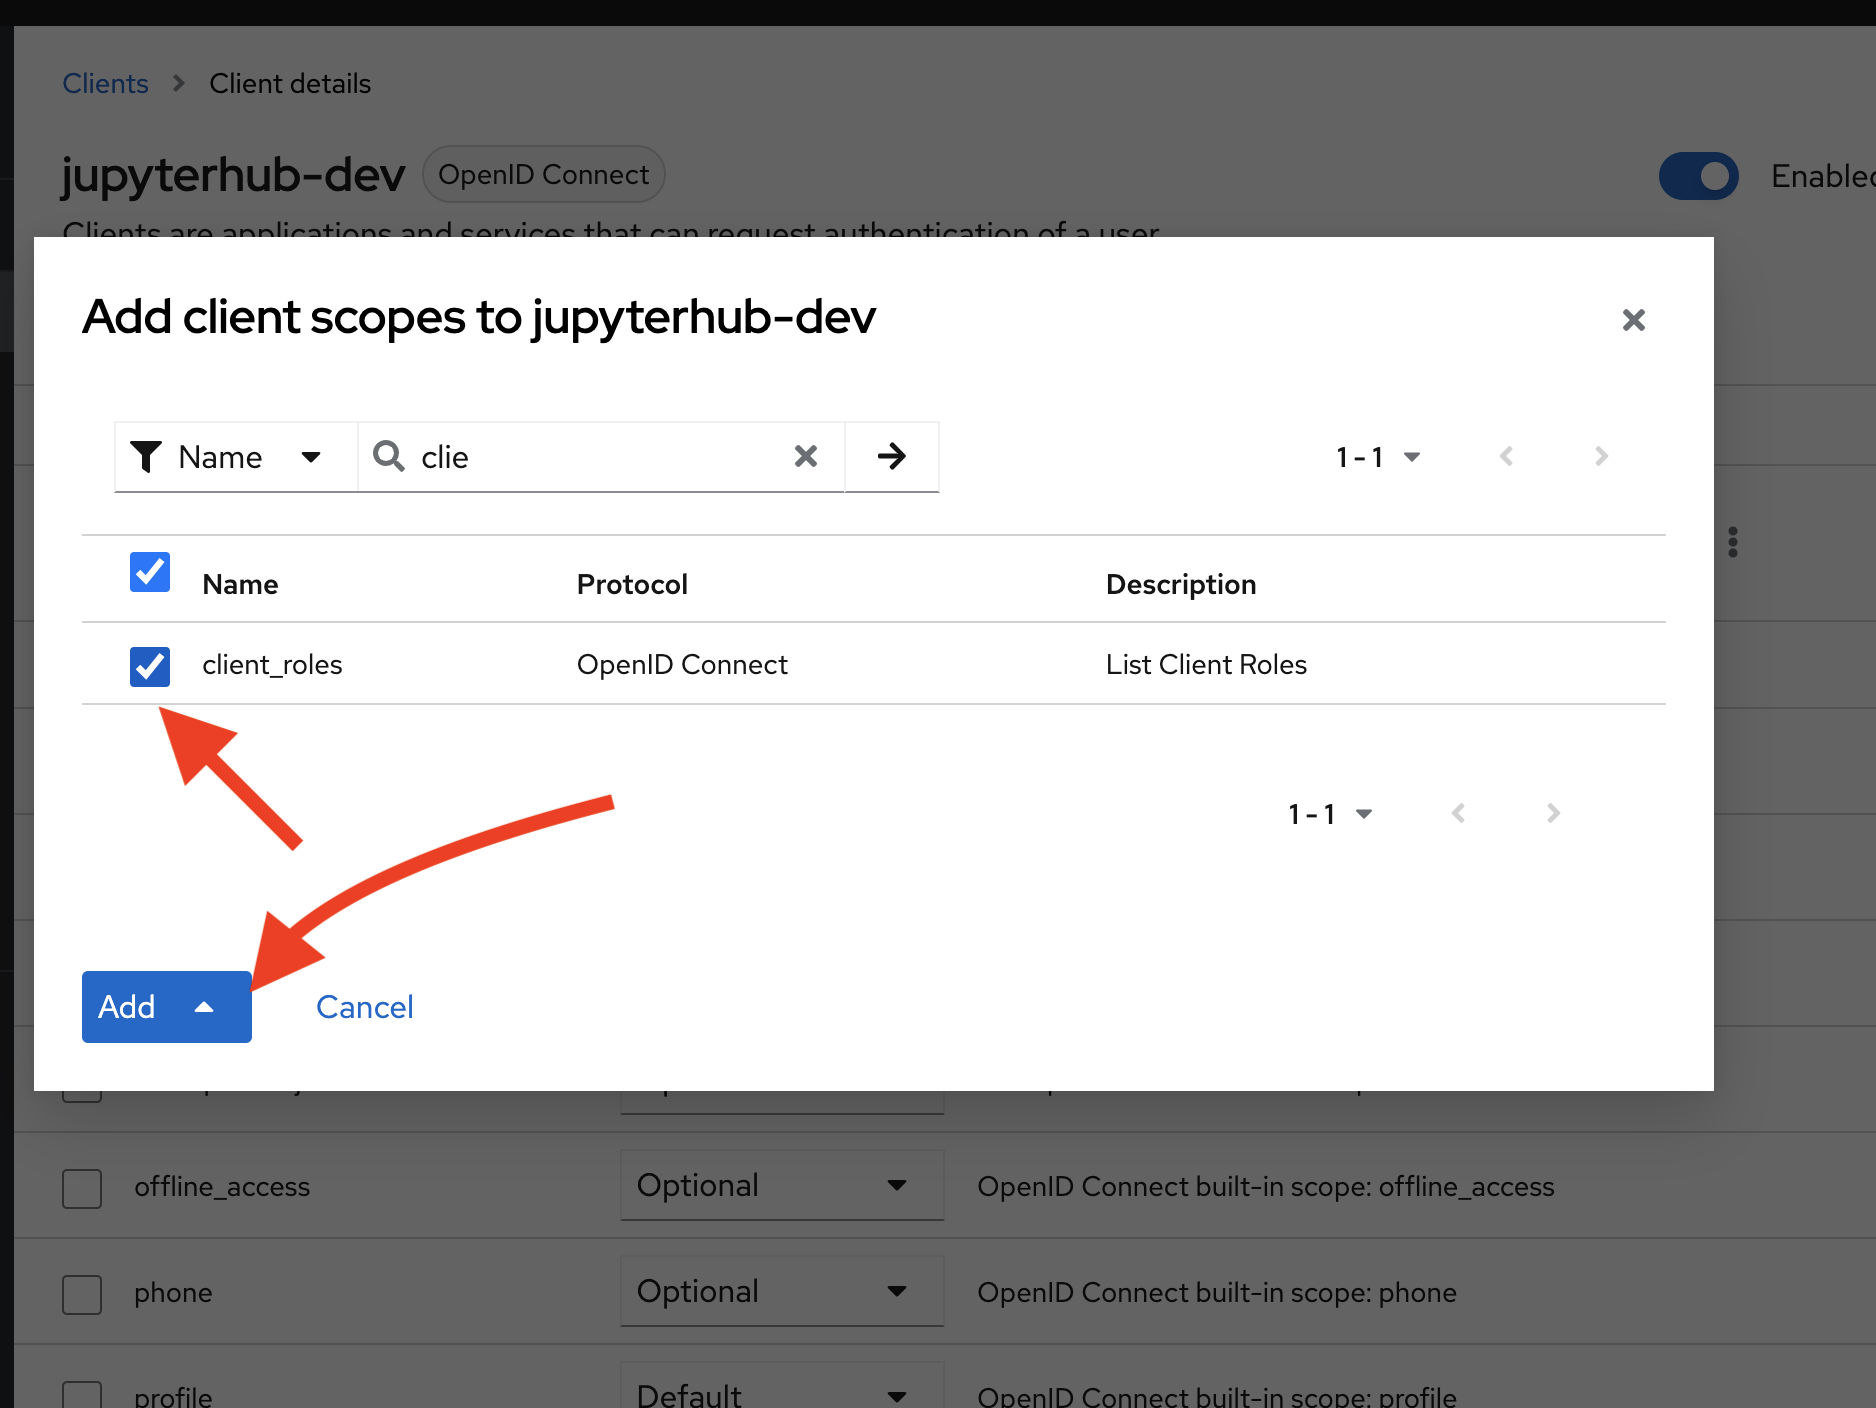 Clients > Client details
jupyterhub-dev OpenID Connect
Enabled
Clients are applications and services that can request authentication of a user.
Add client scopes to jupyterhub-dev
Name clie 1 - 1
Name Protocol Description
client_roles OpenID Connect List Client Roles
1 - 1
Add Cancel
offline_access Optional OpenID Connect built-in scope: offline_access
phone Optional OpenID Connect built-in scope: phone
profile Default OpenID Connect built-in scope: profile